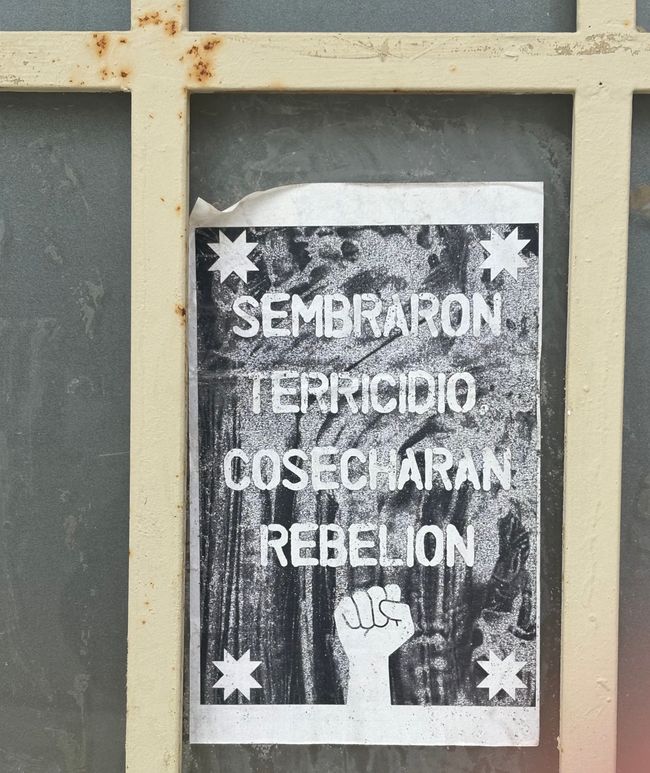 SEMBRARON
TERRICIDIO.
COSECHARAN
REBELION